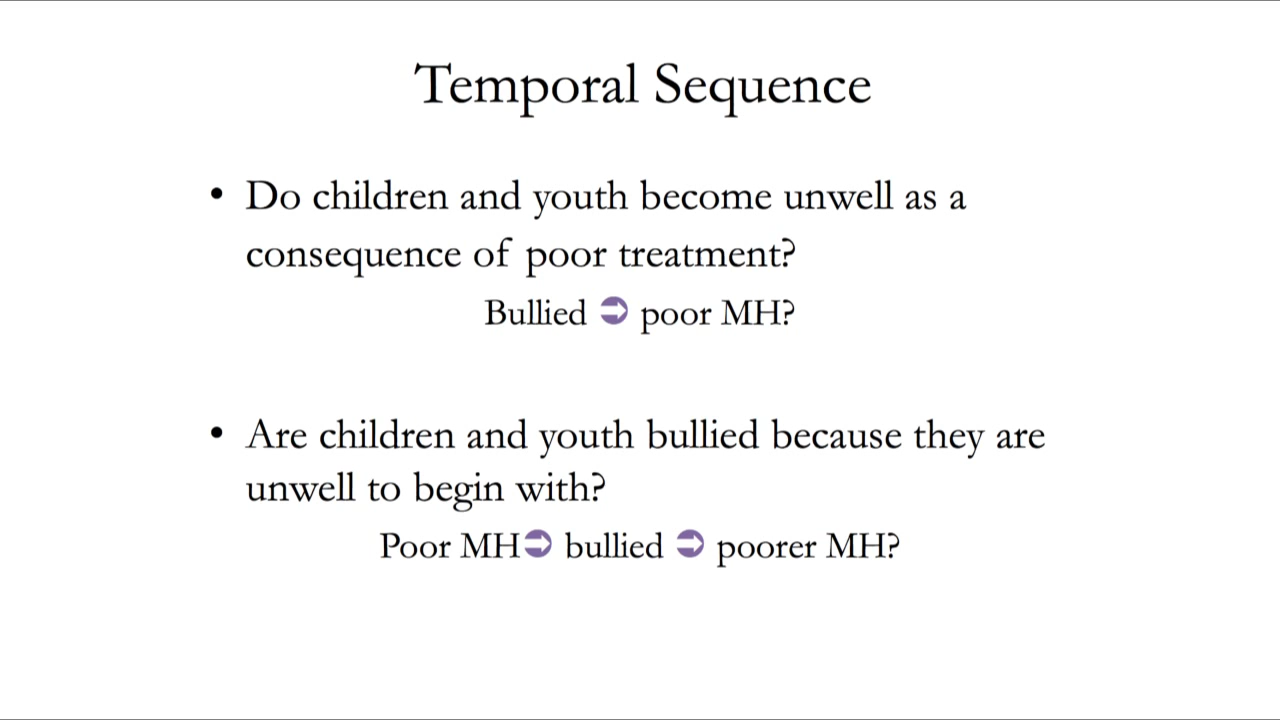 Temporal Sequence
• Do children and youth become unwell as a
consequence of poor treatment?
Bullied ➲ poor MH?
• Are children and youth bullied because they are
unwell to begin with?
Poor MH➲ bullied ➲ poorer MH?